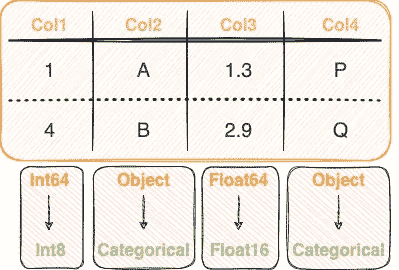 Col1 Col2 Col3 Col4
1 A 1.3 P
4 B 2.9 Q
Int64 Object Float64 Object
Int8 Categorical Float16 Categorical